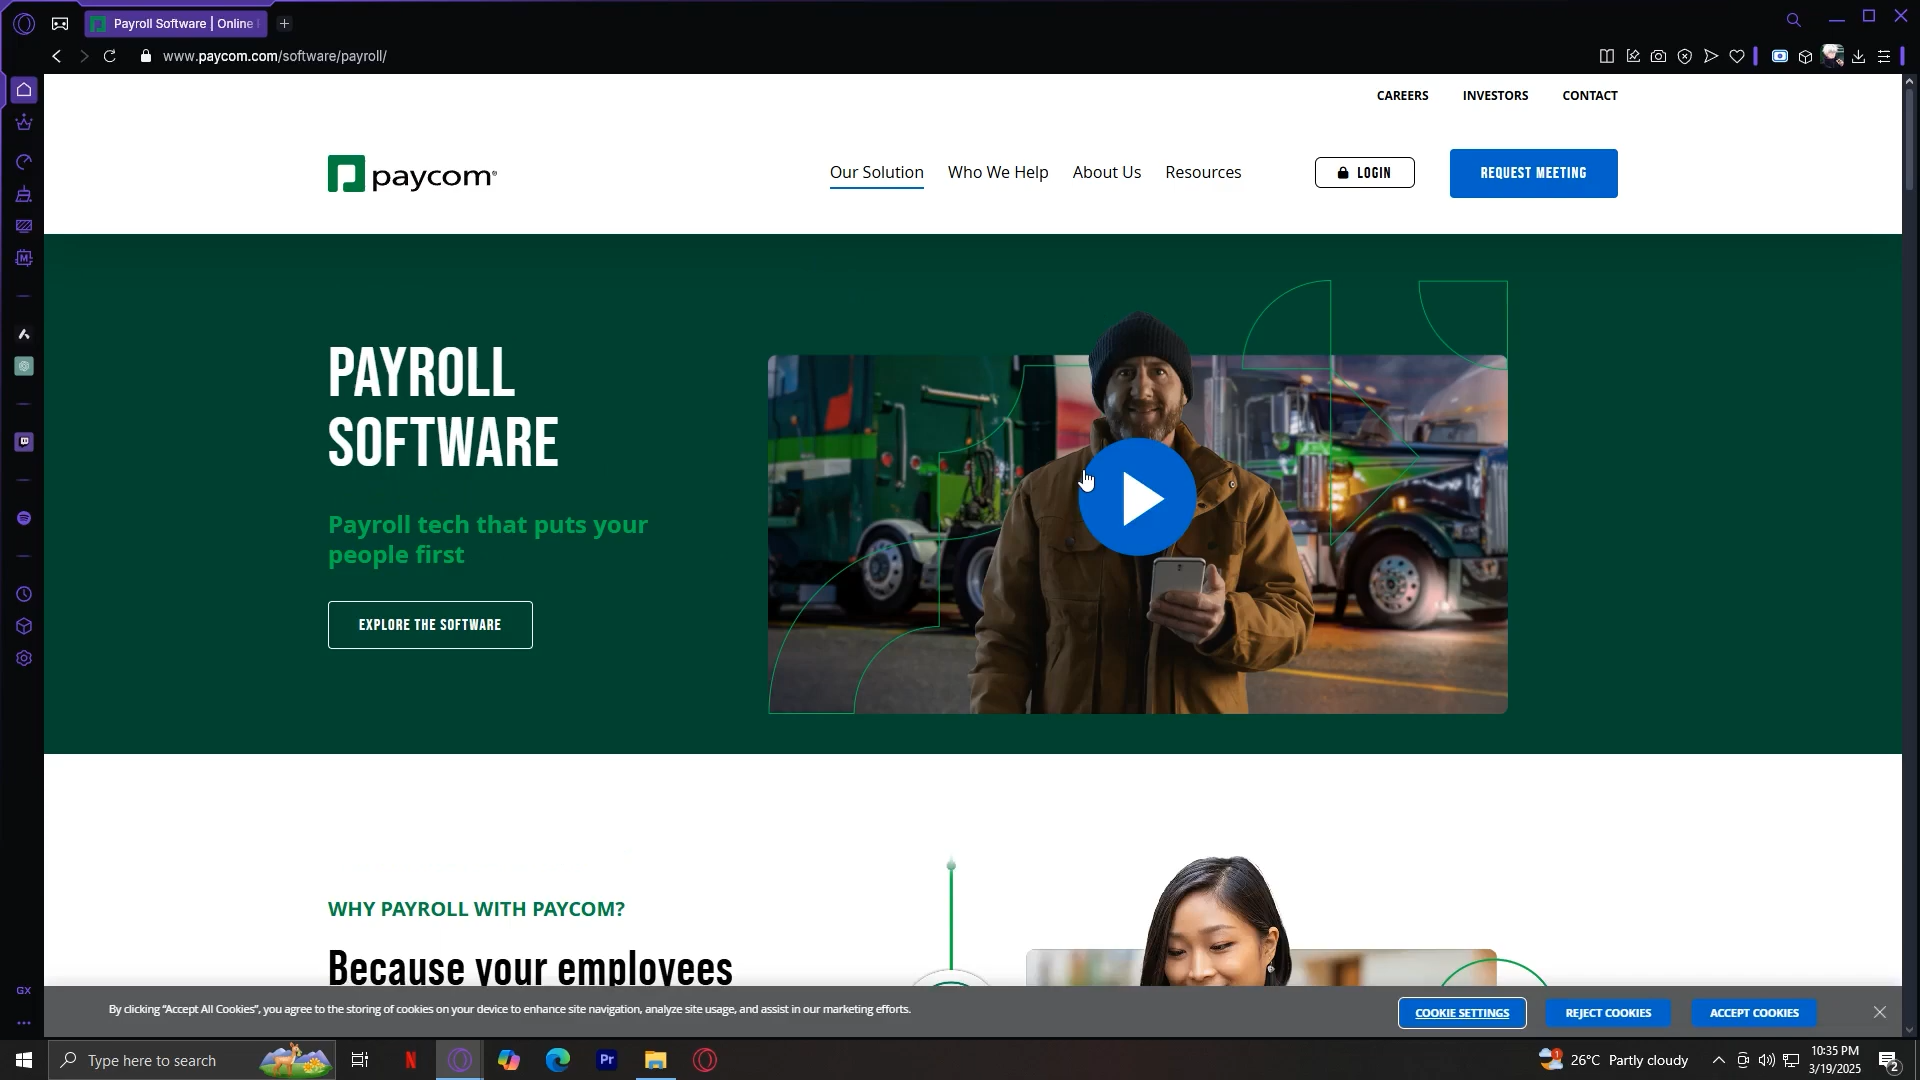 Payroll Software | Online
www.paycom.com/software/payroll/
CAREERS INVESTORS CONTACT
paycom
Our Solution Who We Help About Us Resources LOGIN REQUEST MEETING
PAYROLL
SOFTWARE
Payroll tech that puts your
people first
EXPLORE THE SOFTWARE
WHY PAYROLL WITH PAYCOM?
Because your employees
By clicking "Accept All Cookies", you agree to the storing of cookies on your device to enhance site navigation, analyze site usage, and assist in our marketing efforts.
COOKIE SETTINGS REJECT COOKIES ACCEPT COOKIES
GX
Type here to search
N
Pr
1
26°C Partly cloudy
10:35 PM
3/19/2025
2